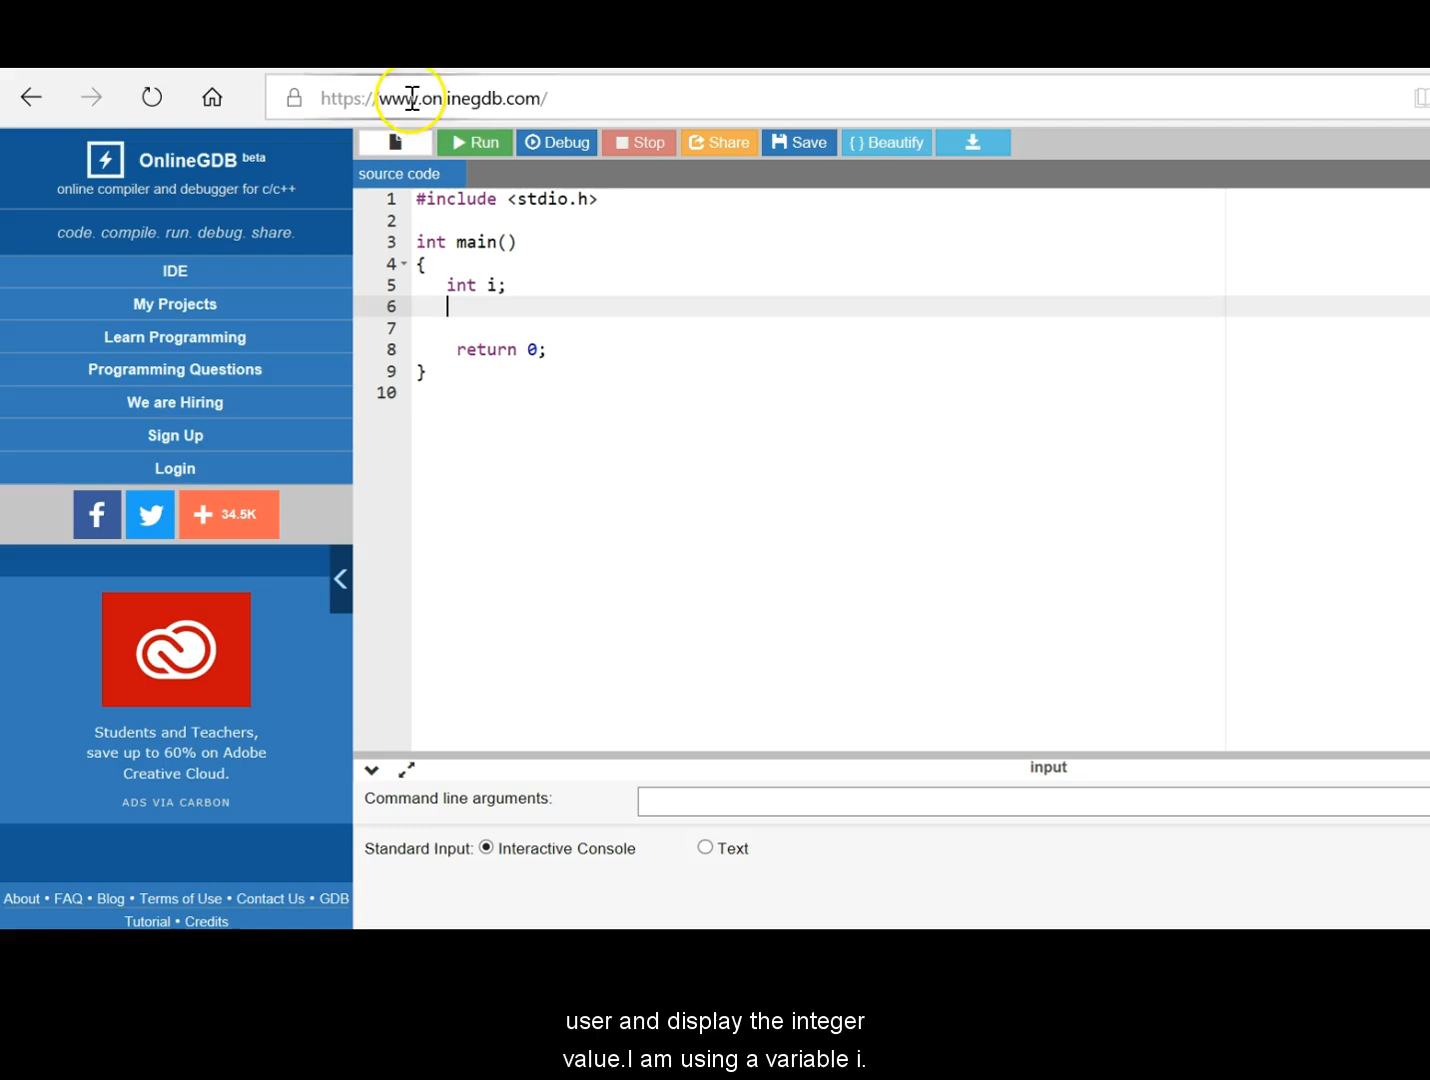 https://www.onlinegdb.com/
OnlineGDB beta
online compiler and debugger for c/c++
code. compile. run. debug. share.
IDE
My Projects
Learn Programming
Programming Questions
We are Hiring
Sign Up
Login
f
+ 34.5K
Students and Teachers,
save up to 60% on Adobe
Creative Cloud.
ADS VIA CARBON
About • FAQ • Blog • Terms of Use • Contact Us • GDB
Tutorial • Credits
Run Debug Stop Share Save { } Beautify
source code
1 #include <stdio.h>
2
3 int main()
4 {
5 int i;
6
7
8 return 0;
9 }
10
input
Command line arguments:
Standard Input: Interactive Console Text
user and display the integer
value.I am using a variable i.